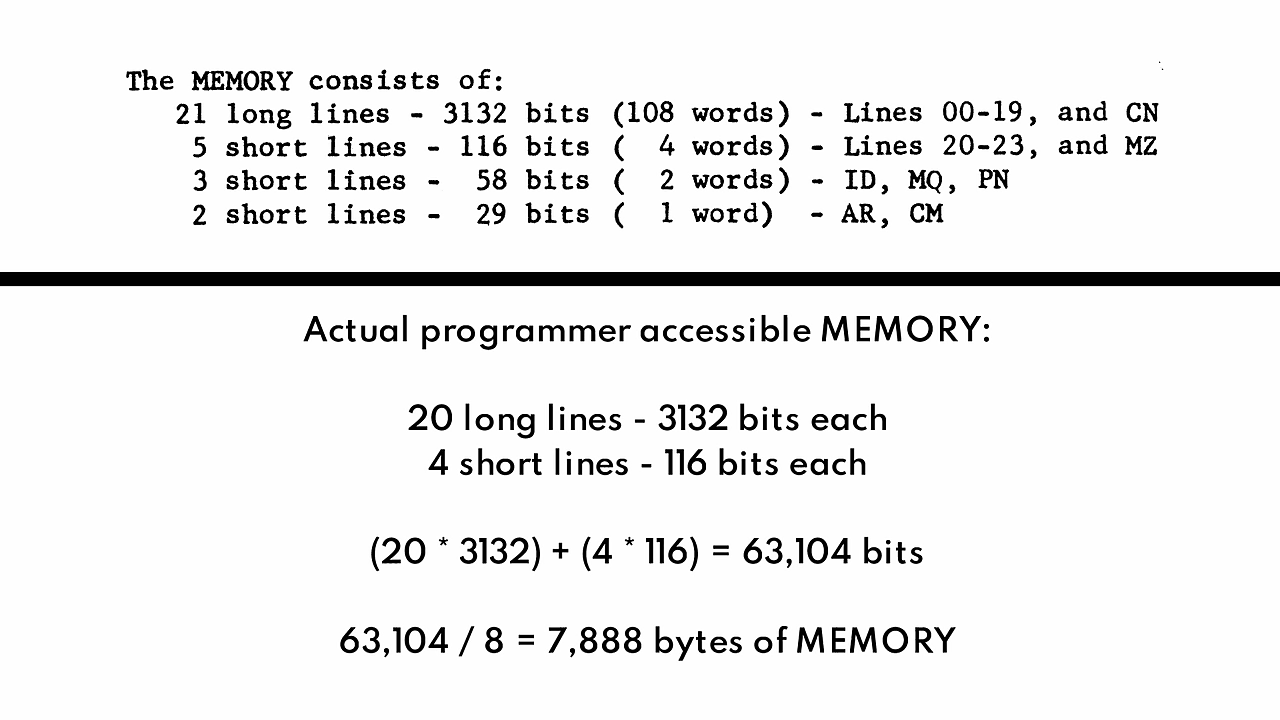 The MEMORY consists of:
21 long lines - 3132 bits (108 words) - Lines 00-19, and CN
5 short lines - 116 bits ( 4 words) - Lines 20-23, and MZ
3 short lines - 58 bits ( 2 words) - ID, MQ, PN
2 short lines - 29 bits ( 1 word) - AR, CM
Actual programmer accessible MEMORY:
20 long lines - 3132 bits each
4 short lines - 116 bits each
(20 * 3132) + (4 * 116) = 63,104 bits
63,104 / 8 = 7,888 bytes of MEMORY